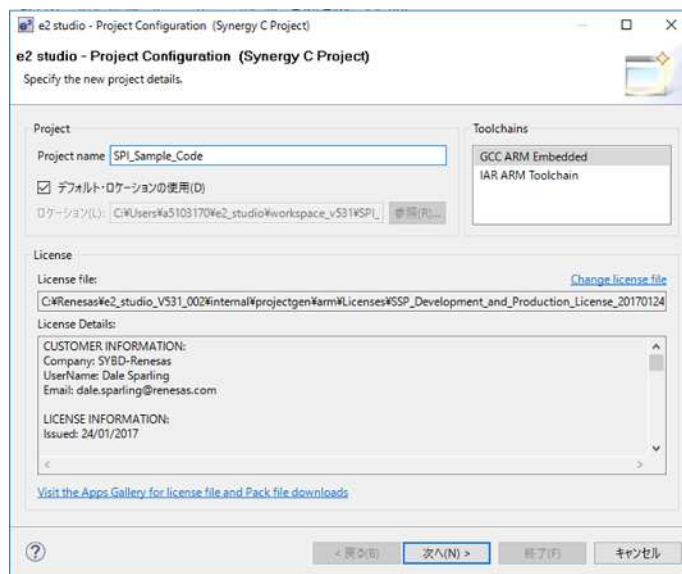 e2 studio - Project Configuration (Synergy C Project)
e2 studio - Project Configuration (Synergy C Project)
Specify the new project details.
Project
Project name SPI_Sample_Code
デフォルト・ロケーションの使用(D)
ロケーション(L): C:¥Users¥a5103170¥e2_studio¥workspace_v531¥SPI_ 参照(R)...
Toolchains
GCC ARM Embedded
IAR ARM Toolchain
License
License file:
Change license file
C:¥Renesas¥e2_studio_V531_002¥internal¥projectgen¥arm¥Licenses¥SSP_Development_and_Production_License_20170124
License Details:
CUSTOMER INFORMATION:
Company: SYBD-Renesas
UserName: Dale Sparling
Email: dale.sparling@renesas.com
LICENSE INFORMATION:
Issued: 24/01/2017
Visit the Apps Gallery for license file and Pack file downloads
< 戻る(B) 次へ(N) > 終了(F) キャンセル